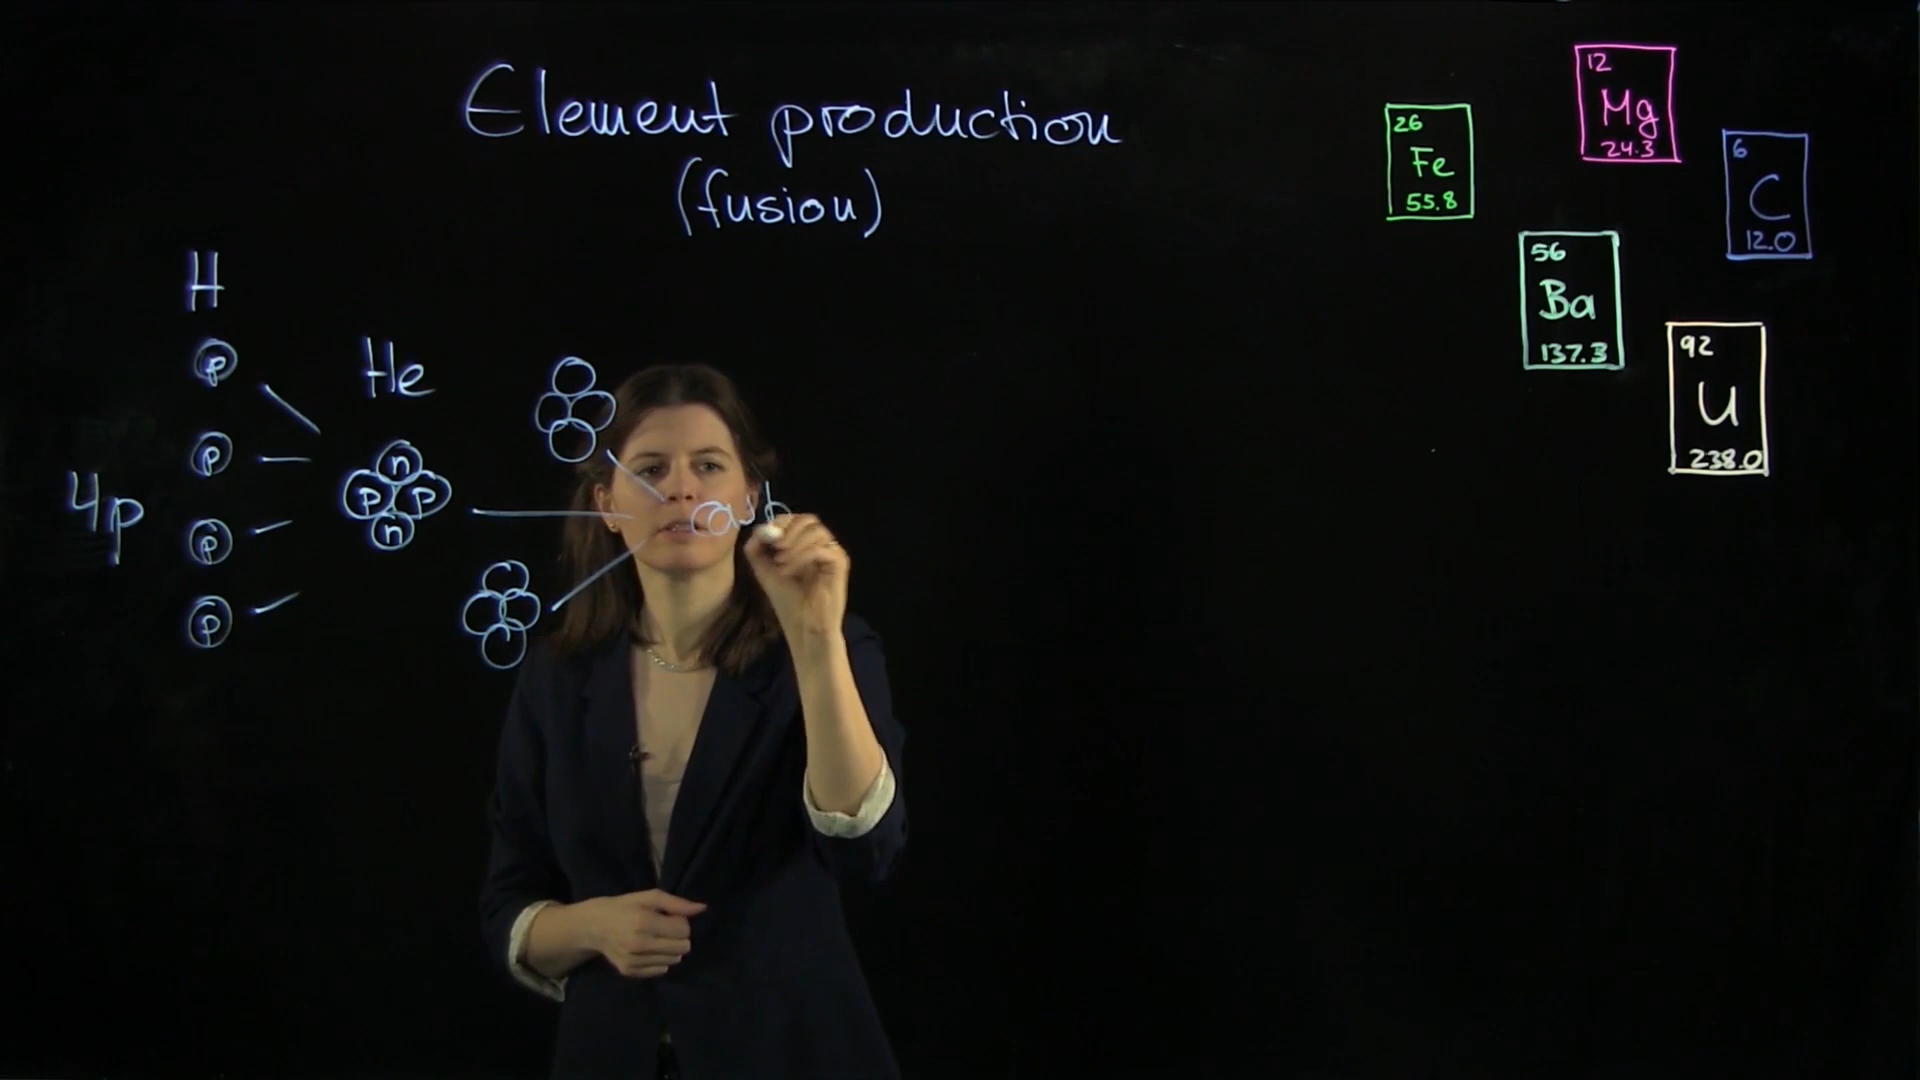 Element production
(fusion)
H
p
p
p
p
4p
He
n
p p
n
26
Fe
55.8
12
Mg
24.3
6
C
12.0
56
Ba
137.3
92
U
238.0